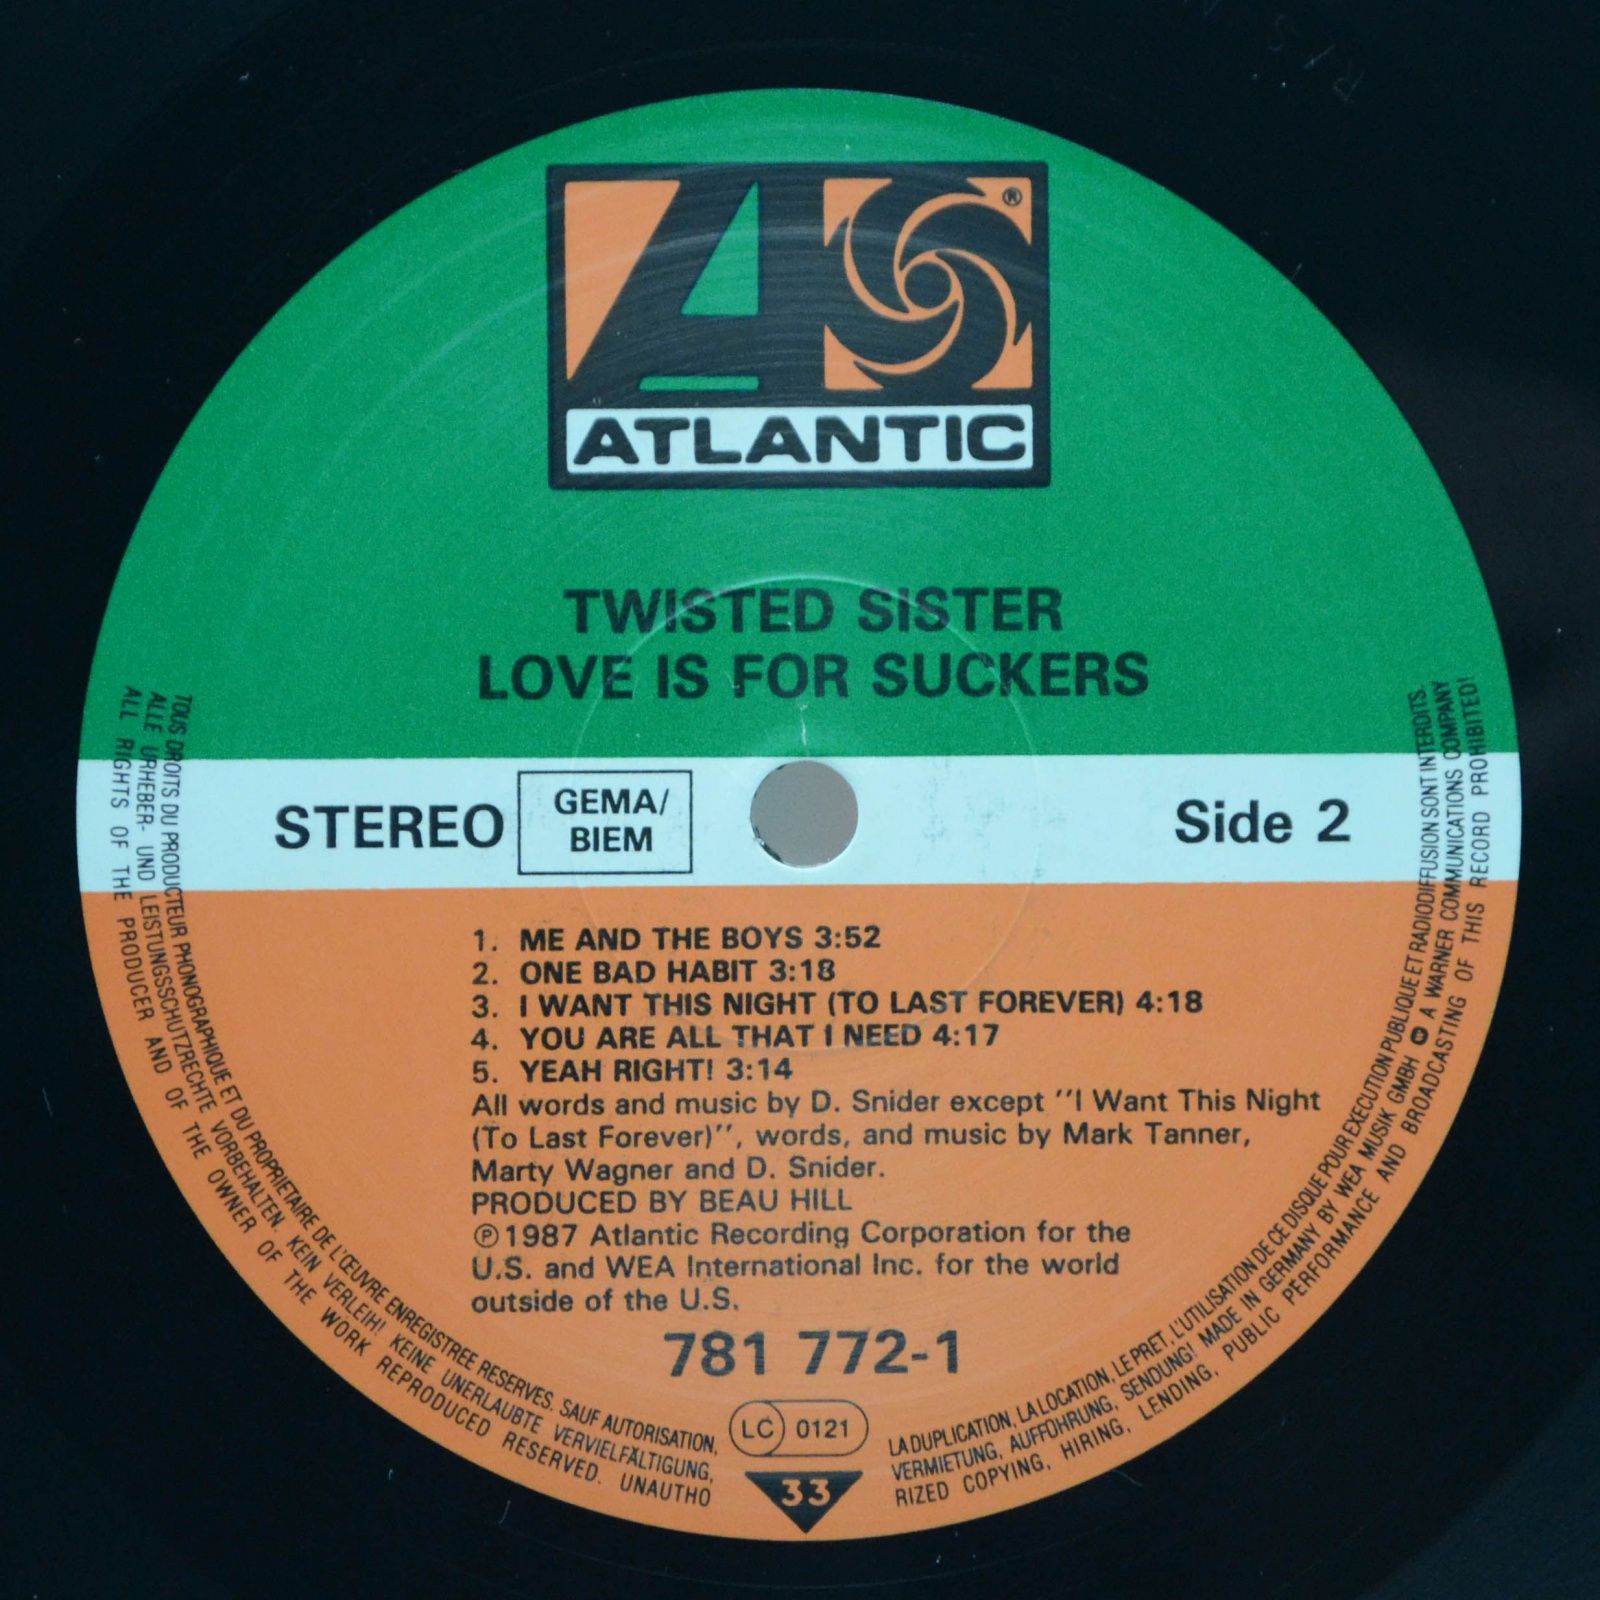 ®
ATLANTIC
TWISTED SISTER
LOVE IS FOR SUCKERS
STEREO
GEMA/
BIEM
Side 2
1. ME AND THE BOYS 3:52
2. ONE BAD HABIT 3:18
3. I WANT THIS NIGHT (TO LAST FOREVER) 4:18
4. YOU ARE ALL THAT I NEED 4:17
5. YEAH RIGHT! 3:14
All words and music by D. Snider except "I Want This Night
(To Last Forever)", words, and music by Mark Tanner,
Marty Wagner and D. Snider.
PRODUCED BY BEAU HILL
℗ 1987 Atlantic Recording Corporation for the
U.S. and WEA International Inc. for the world
outside of the U.S.
781 772-1
LC 0121
33
TOUS DROITS DU PRODUCTEUR PHONOGRAPHIQUE ET DU PROPRIETAIRE DE L'ŒUVRE ENREGISTREE RESERVES. SAUF AUTORISATION, LA DUPLICATION, LA LOCATION, LE PRET, L'UTILISATION DE CE DISQUE POUR EXECUTION PUBLIQUE ET RADIODIFFUSION SONT INTERDITS.
ALLE URHEBER- UND LEISTUNGSSCHUTZRECHTE VORBEHALTEN. KEIN VERLEIH! KEINE UNERLAUBTE VERVIELFÄLTIGUNG, VERMIETUNG, AUFFÜHRUNG, SENDUNG! MADE IN GERMANY BY WEA MUSIK GMBH A WARNER COMMUNICATIONS COMPANY
ALL RIGHTS OF THE PRODUCER AND OF THE OWNER OF THE WORK REPRODUCED RESERVED. UNAUTHORIZED COPYING, HIRING, LENDING, PUBLIC PERFORMANCE AND BROADCASTING OF THIS RECORD PROHIBITED!